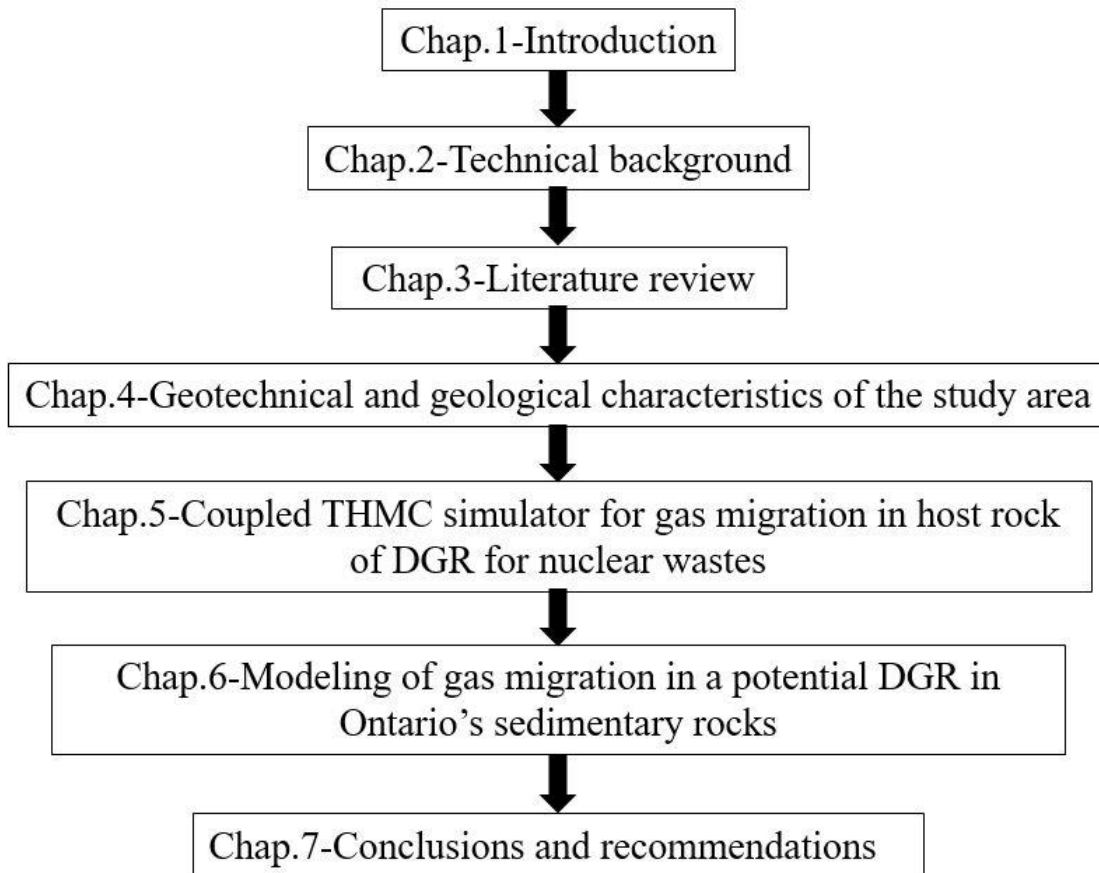 Chap.1-Introduction
Chap.2-Technical background
Chap.3-Literature review
Chap.4-Geotechnical and geological characteristics of the study area
Chap.5-Coupled THMC simulator for gas migration in host rock
of DGR for nuclear wastes
Chap.6-Modeling of gas migration in a potential DGR in
Ontario’s sedimentary rocks
Chap.7-Conclusions and recommendations